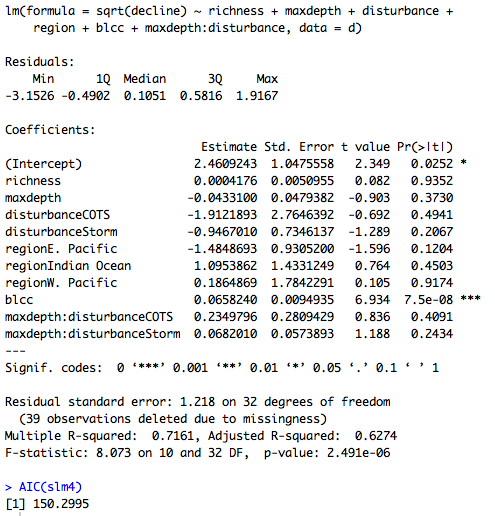 lm(formula = sqrt(decline) ~ richness + maxdepth + disturbance +
    region + blcc + maxdepth:disturbance, data = d)

Residuals:
    Min      1Q  Median      3Q     Max
-3.1526 -0.4902  0.1051  0.5816  1.9167

Coefficients:
                           Estimate Std. Error t value Pr(>|t|)
(Intercept)               2.4609243  1.0475558   2.349   0.0252 *
richness                  0.0004176  0.0050955   0.082   0.9352
maxdepth                 -0.0433100  0.0479382  -0.903   0.3730
disturbanceCOTS          -1.9121893  2.7646392  -0.692   0.4941
disturbanceStorm         -0.9467010  0.7346137  -1.289   0.2067
regionE. Pacific         -1.4848693  0.9305200  -1.596   0.1204
regionIndian Ocean        1.0953862  1.4331249   0.764   0.4503
regionW. Pacific          0.1864869  1.7842291   0.105   0.9174
blcc                      0.0658240  0.0094935   6.934  7.5e-08 ***
maxdepth:disturbanceCOTS  0.2349796  0.2809429   0.836   0.4091
maxdepth:disturbanceStorm 0.0682010  0.0573893   1.188   0.2434
---
Signif. codes:  0 ‘***’ 0.001 ‘**’ 0.01 ‘*’ 0.05 ‘.’ 0.1 ‘ ’ 1

Residual standard error: 1.218 on 32 degrees of freedom
  (39 observations deleted due to missingness)
Multiple R-squared:  0.7161, Adjusted R-squared:  0.6274
F-statistic: 8.073 on 10 and 32 DF,  p-value: 2.491e-06

> AIC(slm4)
[1] 150.2995